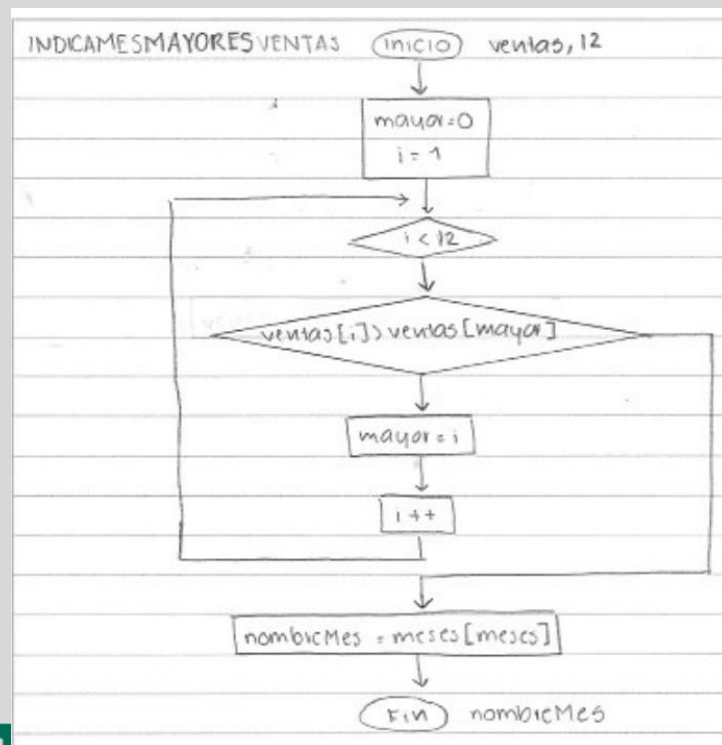 INDICAMESMAYORESVENTAS inicio ventas, 12
mayor=0
i=1
i < 12
ventas[i]>ventas[mayor]
mayor=i
i++
nombreMes = meses[meses]
Fin nombreMes